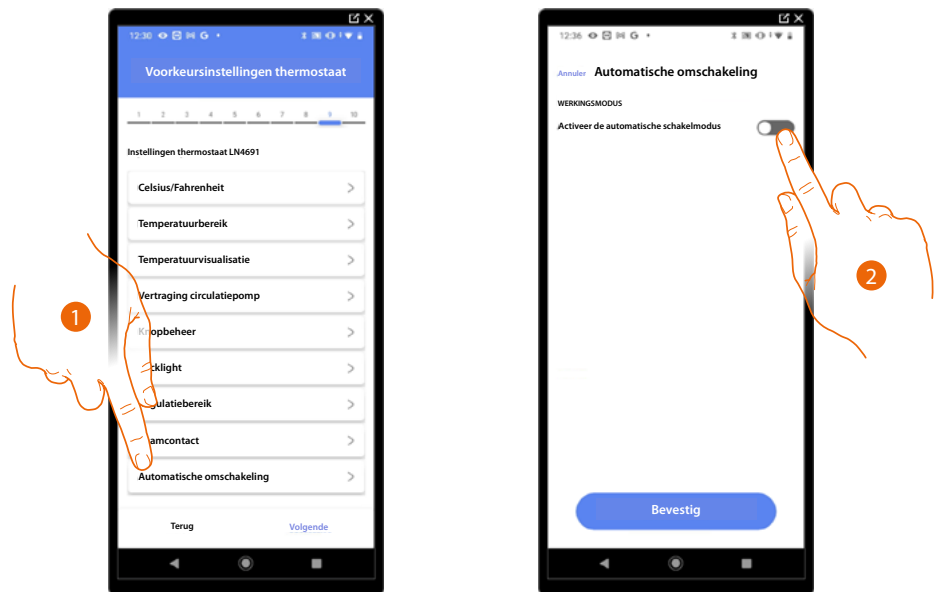 12:30 G
Voorkeursinstellingen thermostaat
1 2 3 4 5 6 7 8 9 10
Instellingen thermostaat LN4691
Celsius/Fahrenheit
Temperatuurbereik
Temperatuurvisualisatie
Vertraging circulatiepomp
Knopbeheer
cklight
gulatiebereik
amcontact
Automatische omschakeling
Terug Volgende
1
12:36 G
Annuler Automatische omschakeling
WERKINGSMODUS
Activeer de automatische schakelmodus
Bevestig
2